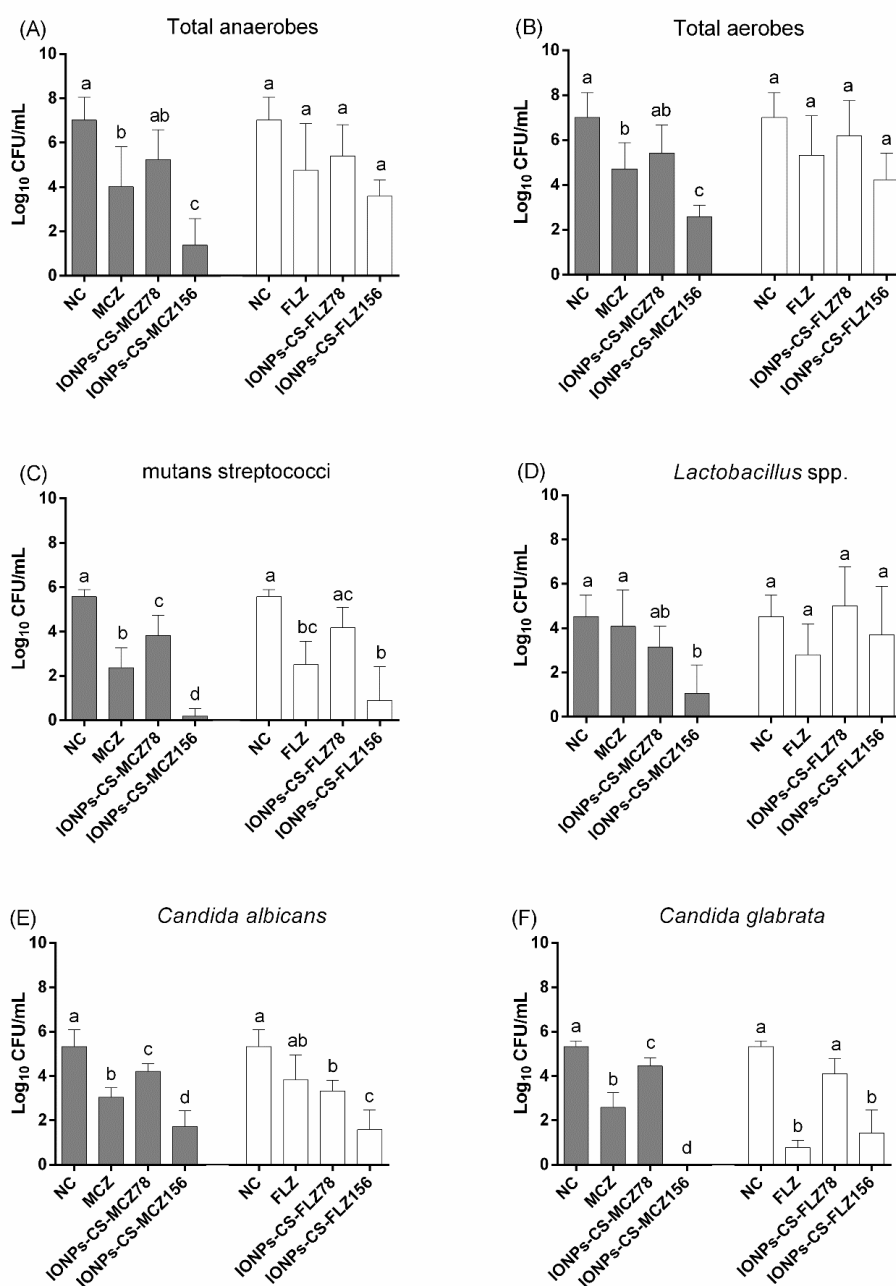 (A)
Total anaerobes
Log10 CFU/mL
10
8
6
4
2
0
a
b
ab
c
a
a
a
a
NC
MCZ
IONPs-CS-MCZ78
IONPs-CS-MCZ156
NC
FLZ
IONPs-CS-FLZ78
IONPs-CS-FLZ156
(B)
Total aerobes
Log10 CFU/mL
10
8
6
4
2
0
a
b
ab
c
a
a
a
a
NC
MCZ
IONPs-CS-MCZ78
IONPs-CS-MCZ156
NC
FLZ
IONPs-CS-FLZ78
IONPs-CS-FLZ156
(C)
mutans streptococci
Log10 CFU/mL
10
8
6
4
2
0
a
b
c
d
a
bc
ac
b
NC
MCZ
IONPs-CS-MCZ78
IONPs-CS-MCZ156
NC
FLZ
IONPs-CS-FLZ78
IONPs-CS-FLZ156
(D)
Lactobacillus spp.
Log10 CFU/mL
10
8
6
4
2
0
a
a
ab
b
a
a
a
a
NC
MCZ
IONPs-CS-MCZ78
IONPs-CS-MCZ156
NC
FLZ
IONPs-CS-FLZ78
IONPs-CS-FLZ156
(E)
Candida albicans
Log10 CFU/mL
10
8
6
4
2
0
a
b
c
d
a
ab
b
c
NC
MCZ
IONPs-CS-MCZ78
IONPs-CS-MCZ156
NC
FLZ
IONPs-CS-FLZ78
IONPs-CS-FLZ156
(F)
Candida glabrata
Log10 CFU/mL
10
8
6
4
2
0
a
b
c
d
a
b
a
b
NC
MCZ
IONPs-CS-MCZ78
IONPs-CS-MCZ156
NC
FLZ
IONPs-CS-FLZ78
IONPs-CS-FLZ156